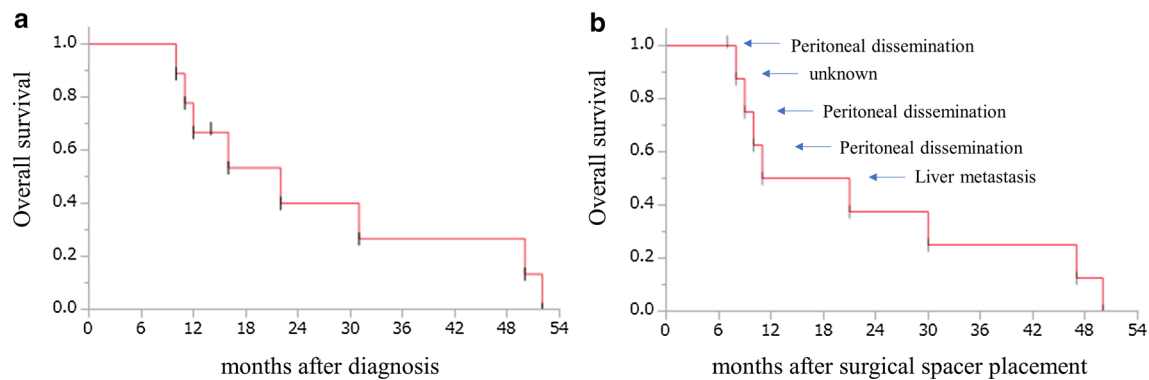 a
1.0
0.8
0.6
0.4
0.2
0.0
Overall survival
0 6 12 18 24 30 36 42 48 54
months after diagnosis
b
1.0
0.8
0.6
0.4
0.2
0.0
Overall survival
Peritoneal dissemination
unknown
Peritoneal dissemination
Peritoneal dissemination
Liver metastasis
0 6 12 18 24 30 36 42 48 54
months after surgical spacer placement